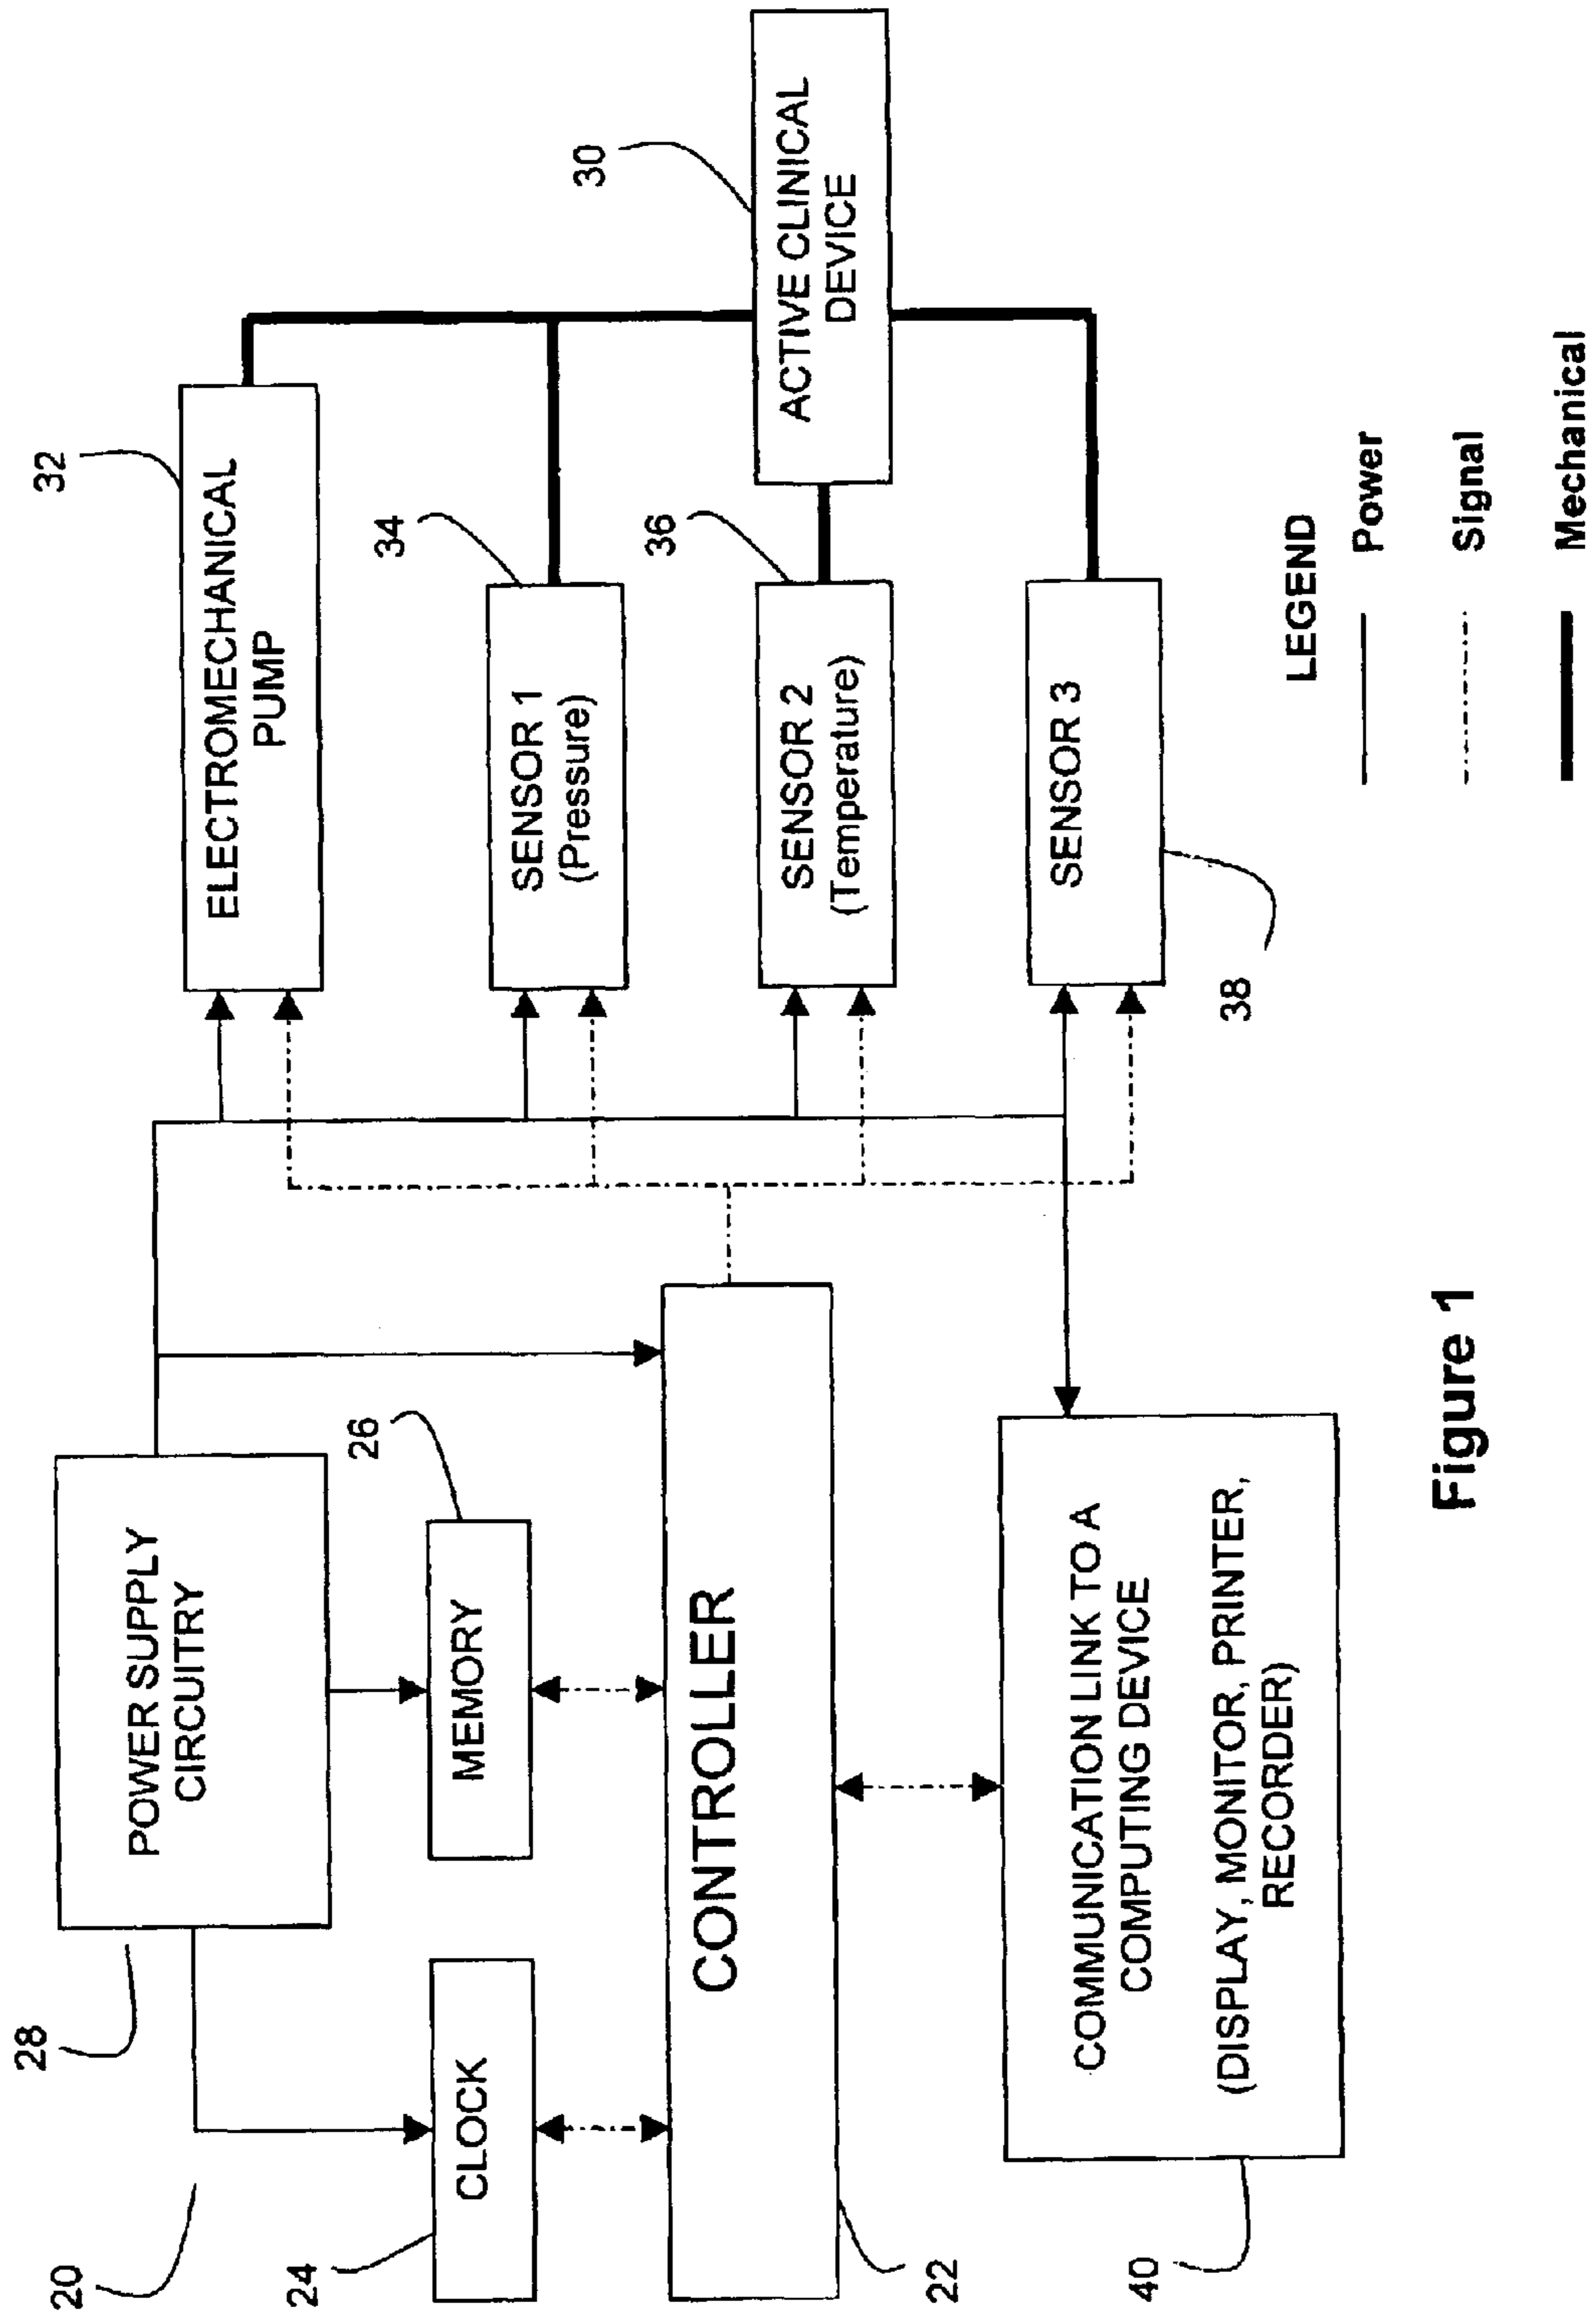 20
28
POWER SUPPLY
CIRCUITRY
24
CLOCK
26
MEMORY
CONTROLLER
22
COMMUNICATION LINK TO A
COMPUTING DEVICE
(DISPLAY, MONITOR, PRINTER,
RECORDER)
40
32
ELECTROMECHANICAL
PUMP
34
SENSOR 1
(Pressure)
36
SENSOR 2
(Temperature)
SENSOR 3
38
30
ACTIVE CLINICAL
DEVICE
LEGEND
Power
Signal
Mechanical
Figure 1